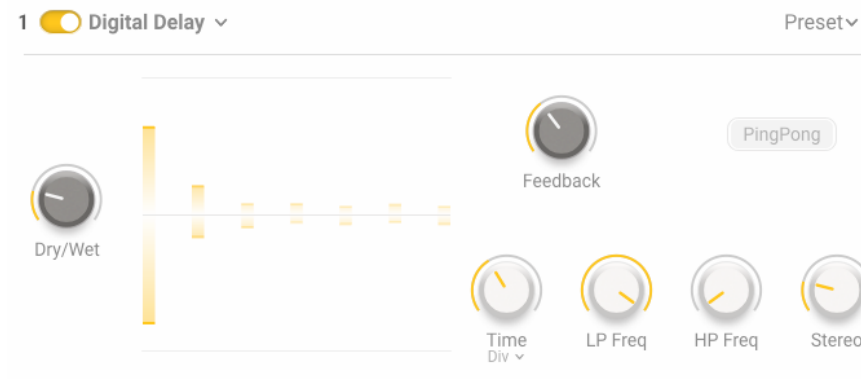 1 Digital Delay
Preset
PingPong
Feedback
Dry/Wet
Time
Div
LP Freq
HP Freq
Stereo